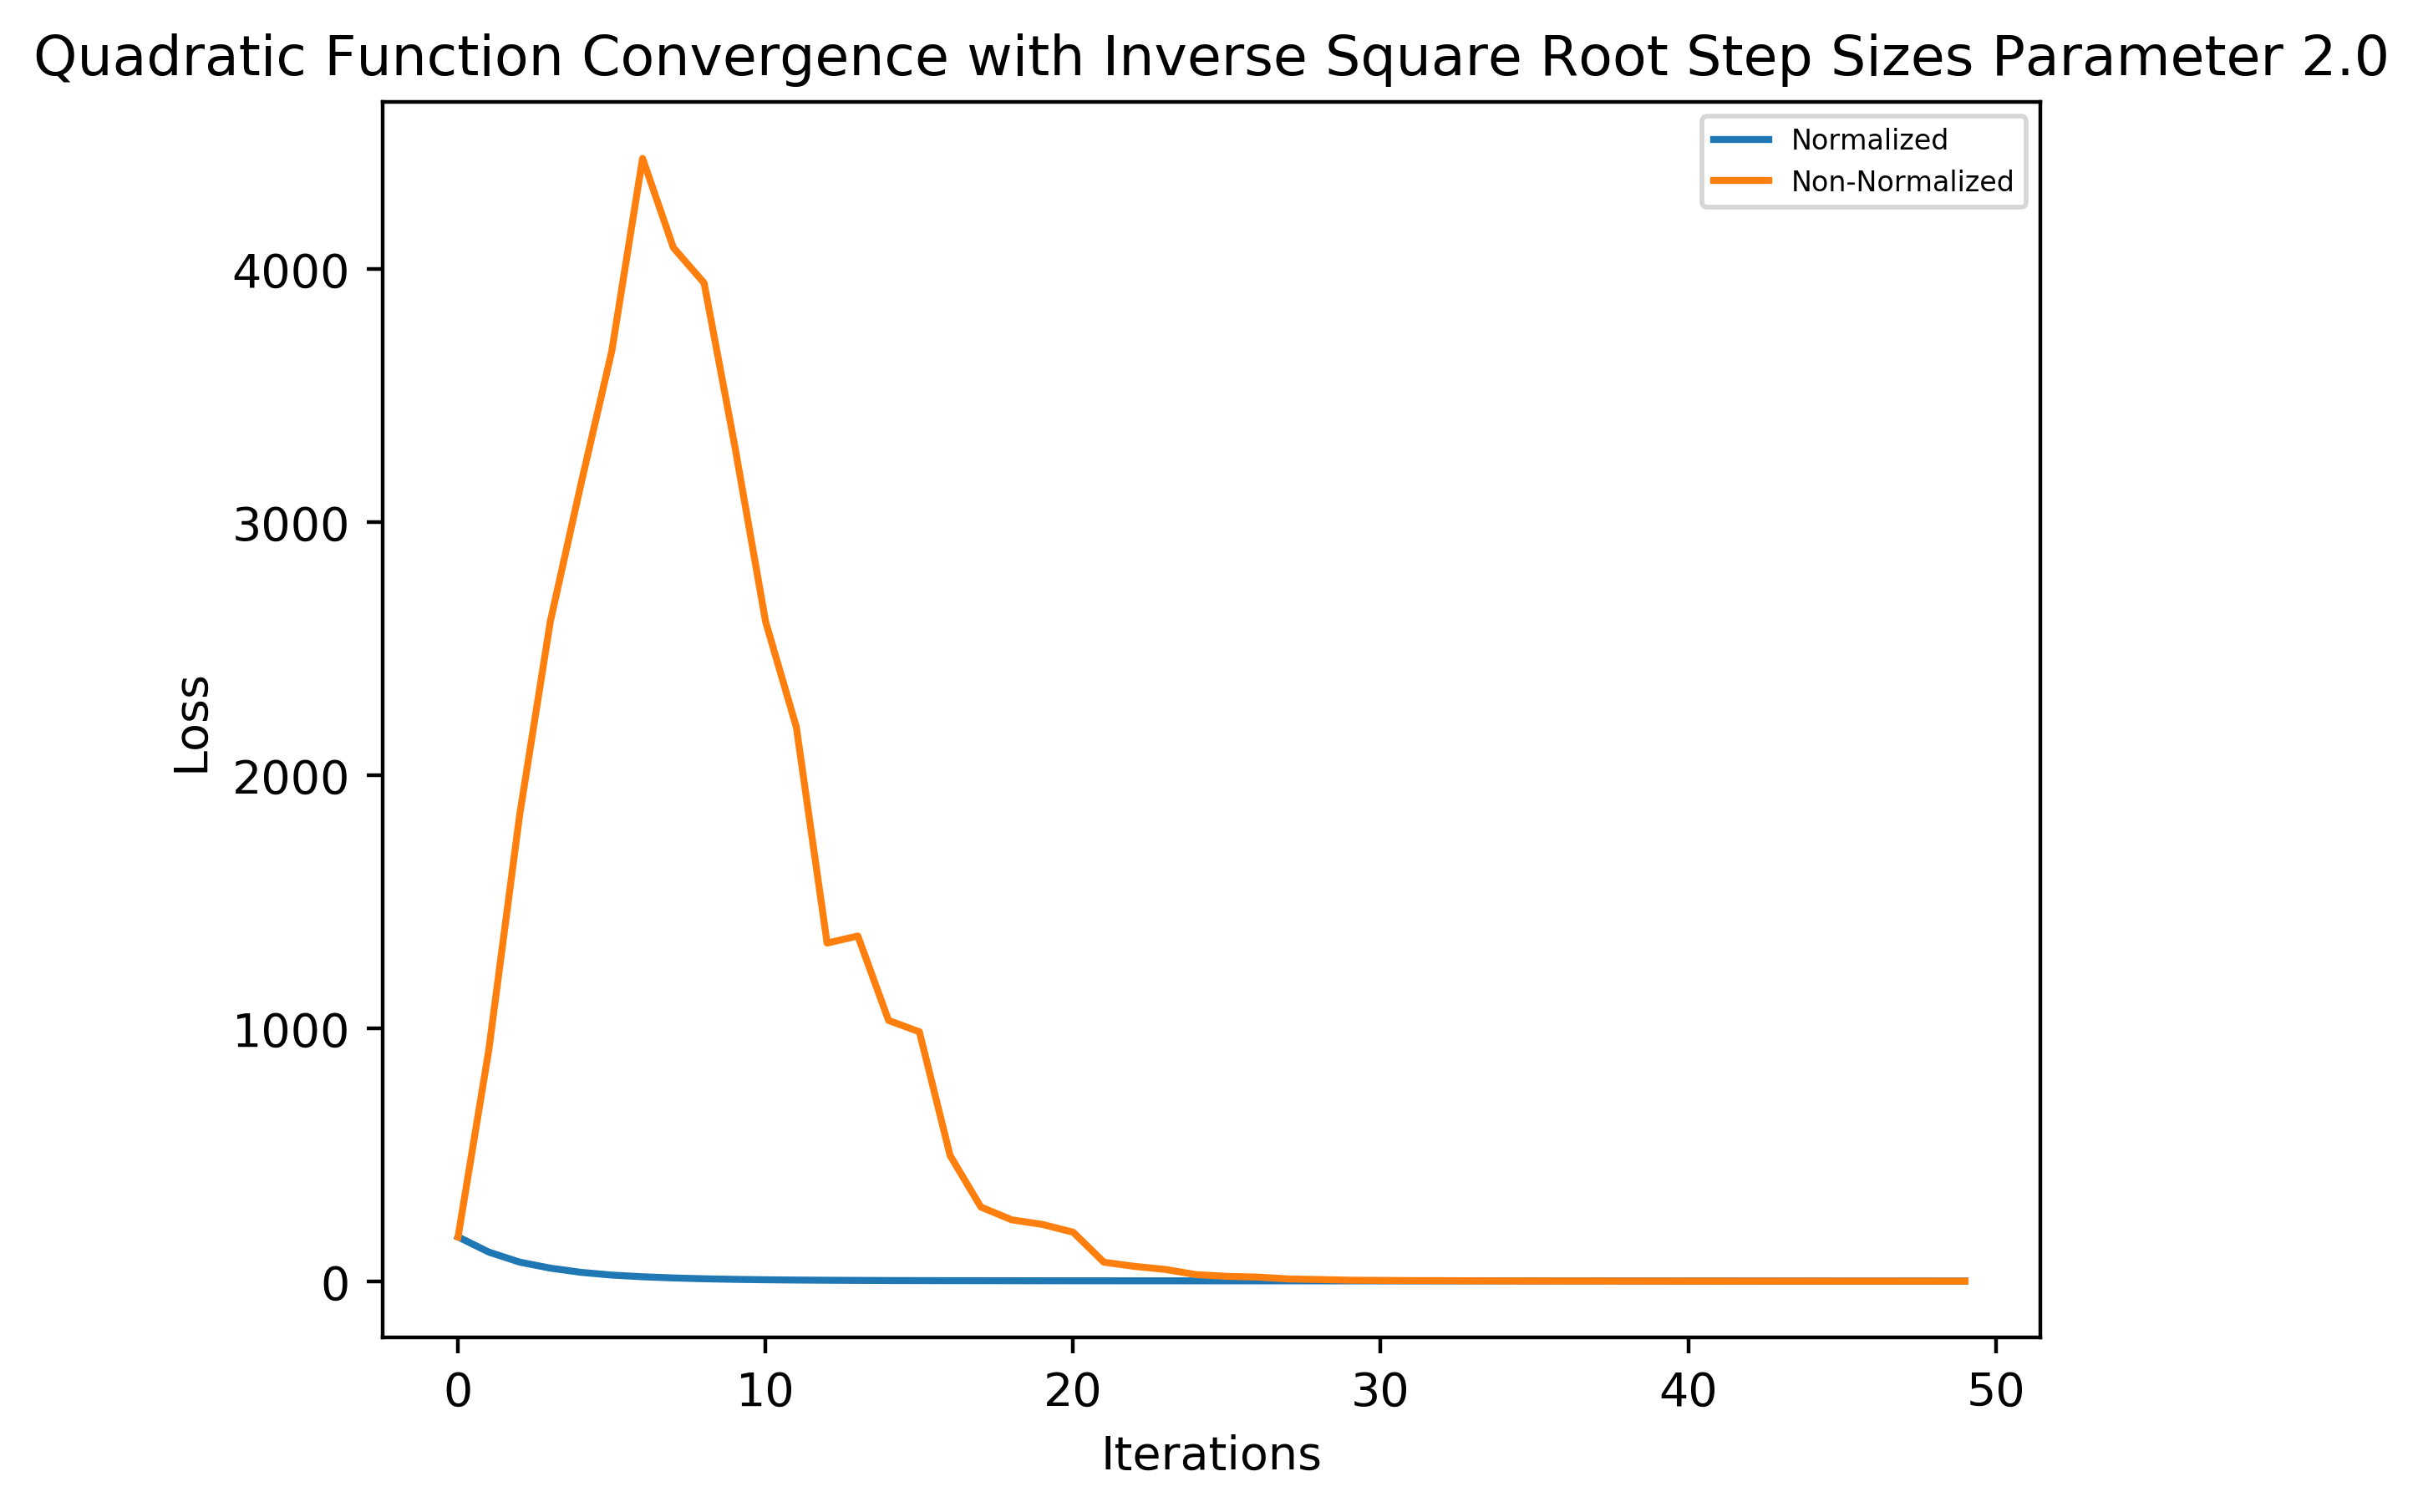 Quadratic Function Convergence with Inverse Square Root Step Sizes Parameter 2.0
Normalized
Non-Normalized
4000
3000
2000
1000
0
Loss
0 10 20 30 40 50
Iterations